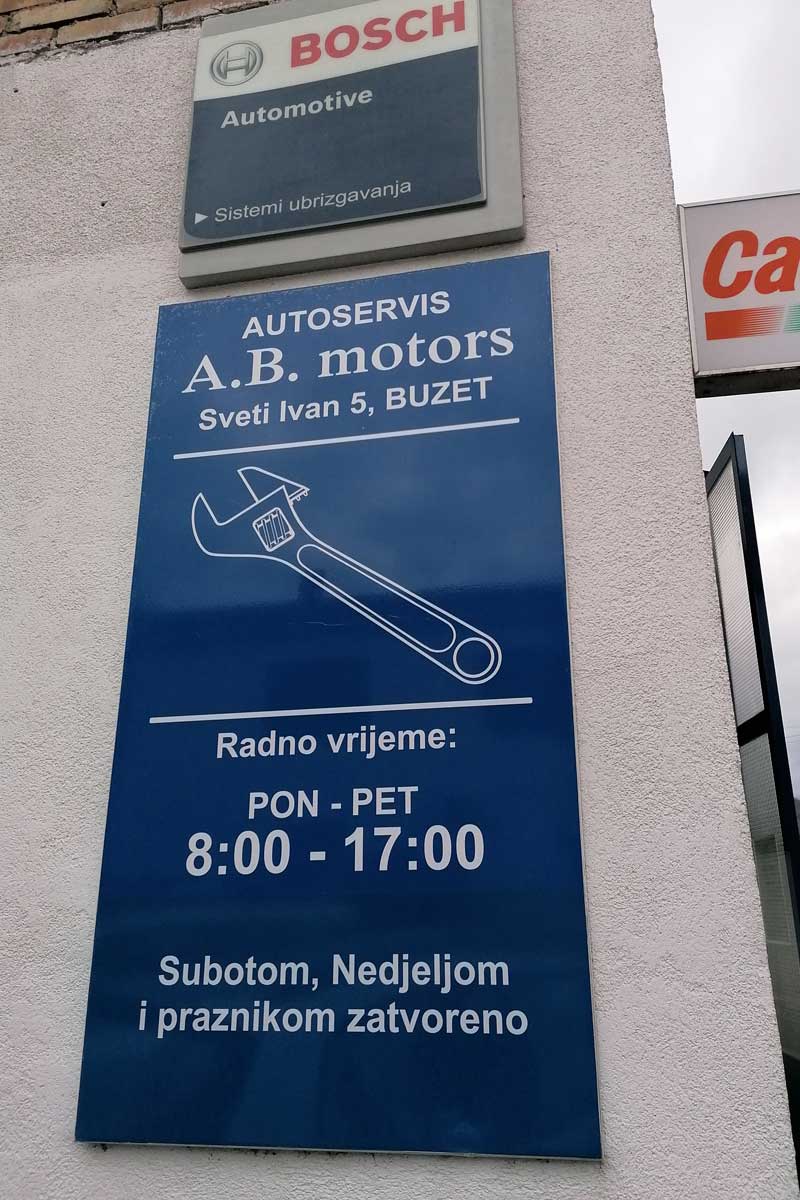 BOSCH
Automotive
► Sistemi ubrizgavanja
AUTOSERVIS
A.B. motors
Sveti Ivan 5, BUZET
Radno vrijeme:
PON - PET
8:00 - 17:00
Subotom, Nedjeljom
i praznikom zatvoreno
Ca